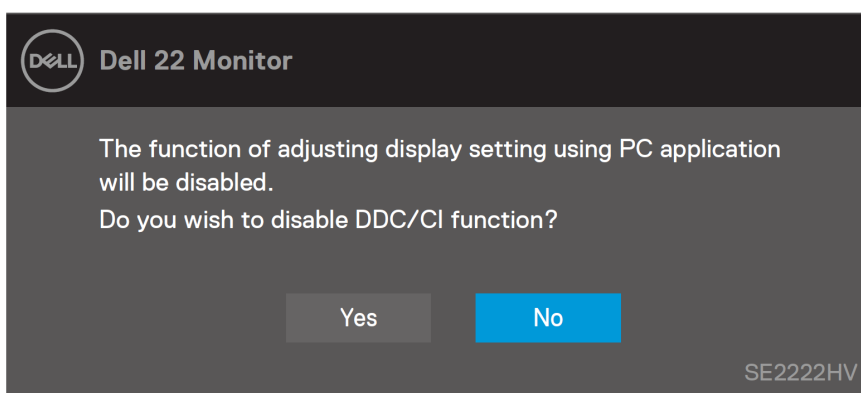 DELL Dell 22 Monitor
The function of adjusting display setting using PC application
will be disabled.
Do you wish to disable DDC/CI function?
Yes No
SE2222HV